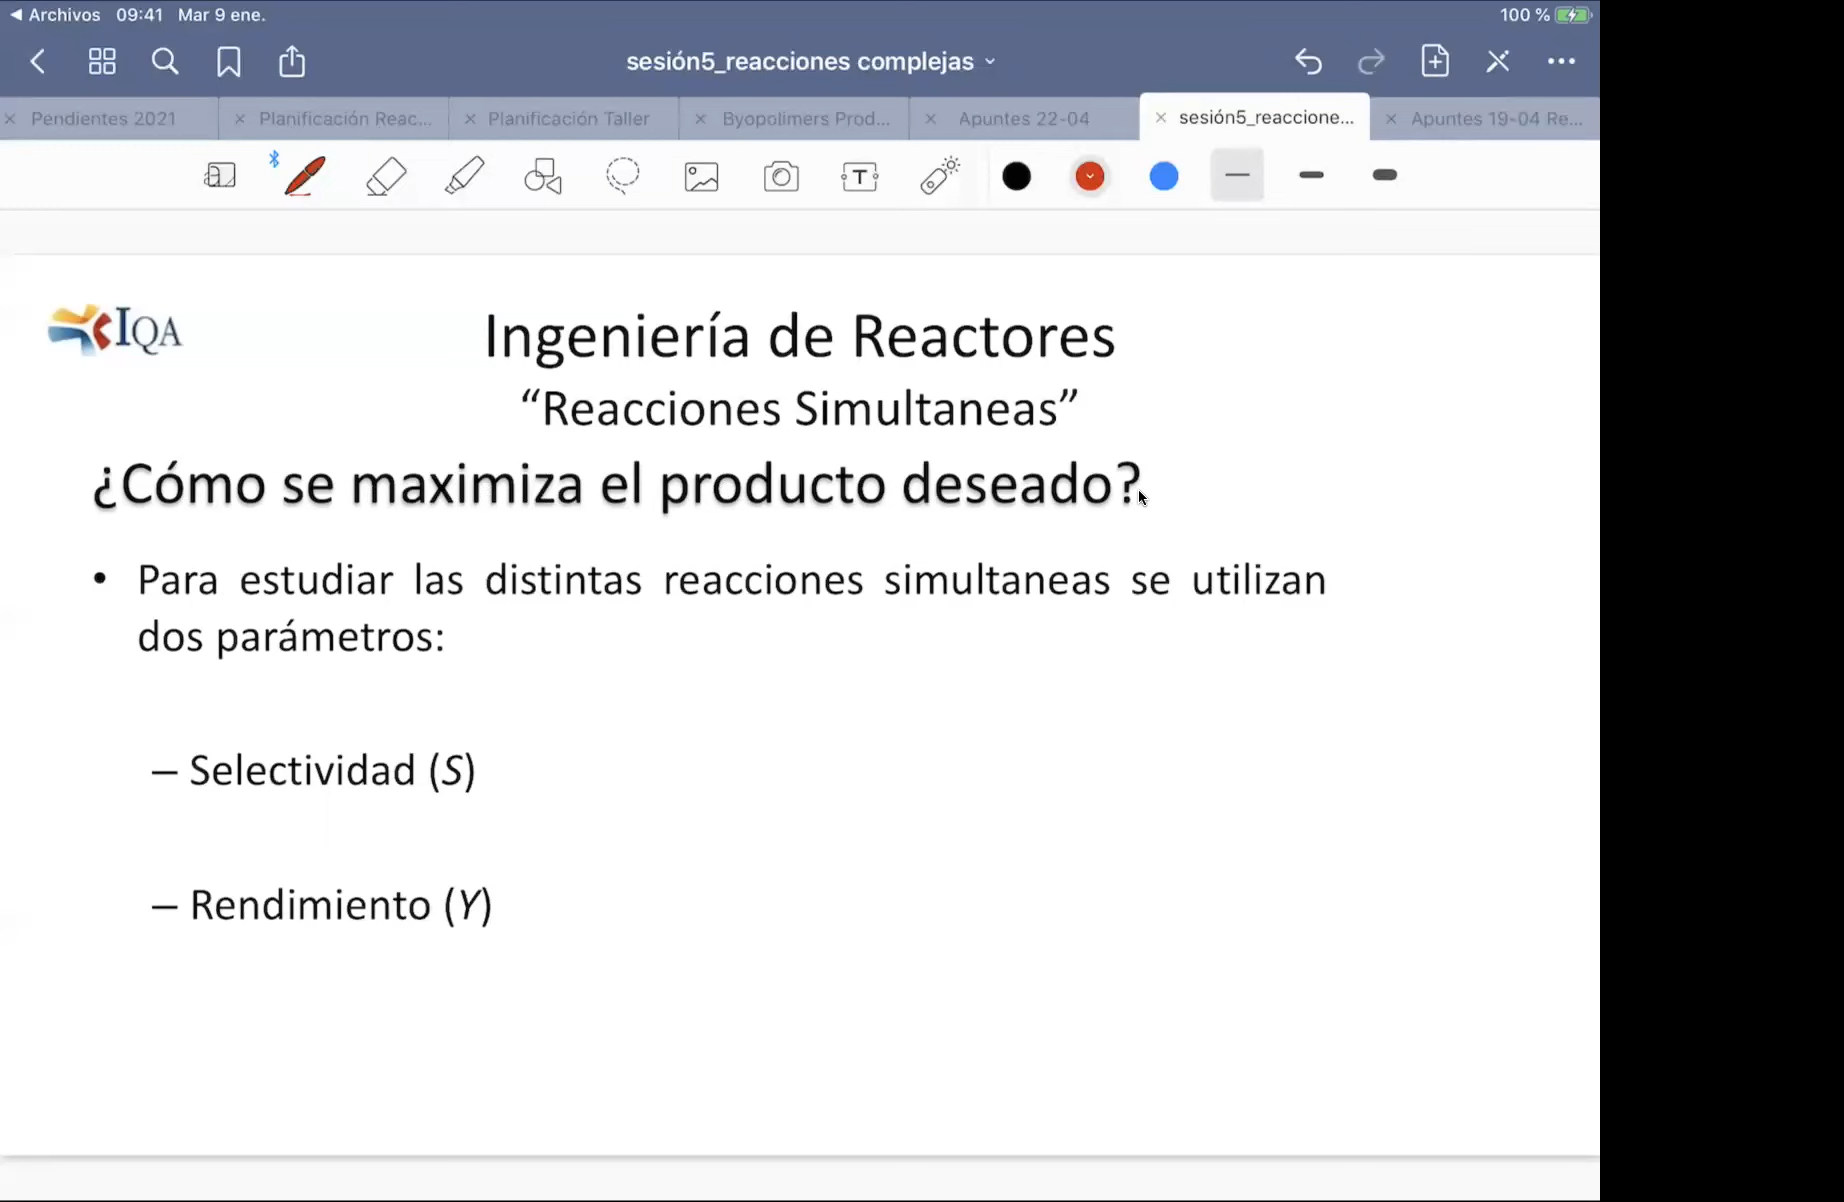 Archivos 09:41 Mar 9 ene. 100 %
sesión5_reacciones complejas
Pendientes 2021 Planificación Reac... Planificación Taller Byopolimers Prod... Apuntes 22-04 sesión5_reaccione... Apuntes 19-04 Re...
T
IQA
Ingeniería de Reactores
“Reacciones Simultaneas”
¿Cómo se maximiza el producto deseado?
• Para estudiar las distintas reacciones simultaneas se utilizan
dos parámetros:
– Selectividad (S)
– Rendimiento (Y)